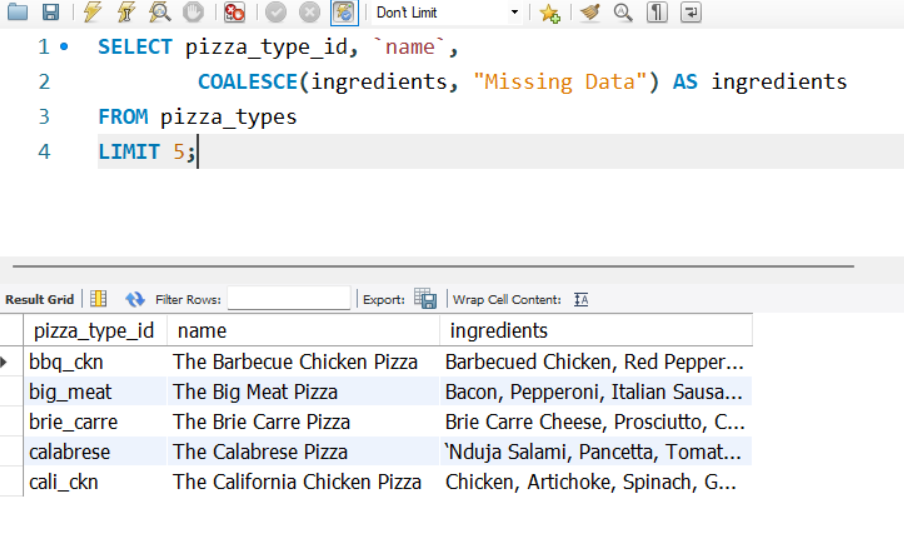 Don't Limit
1 SELECT pizza_type_id, `name`,
2 COALESCE(ingredients, "Missing Data") AS ingredients
3 FROM pizza_types
4 LIMIT 5;
Result Grid Filter Rows: Export: Wrap Cell Content:
pizza_type_id name ingredients
bbq_ckn The Barbecue Chicken Pizza Barbecued Chicken, Red Pepper...
big_meat The Big Meat Pizza Bacon, Pepperoni, Italian Sausa...
brie_carre The Brie Carre Pizza Brie Carre Cheese, Prosciutto, C...
calabrese The Calabrese Pizza ‘Nduja Salami, Pancetta, Tomat...
cali_ckn The California Chicken Pizza Chicken, Artichoke, Spinach, G...